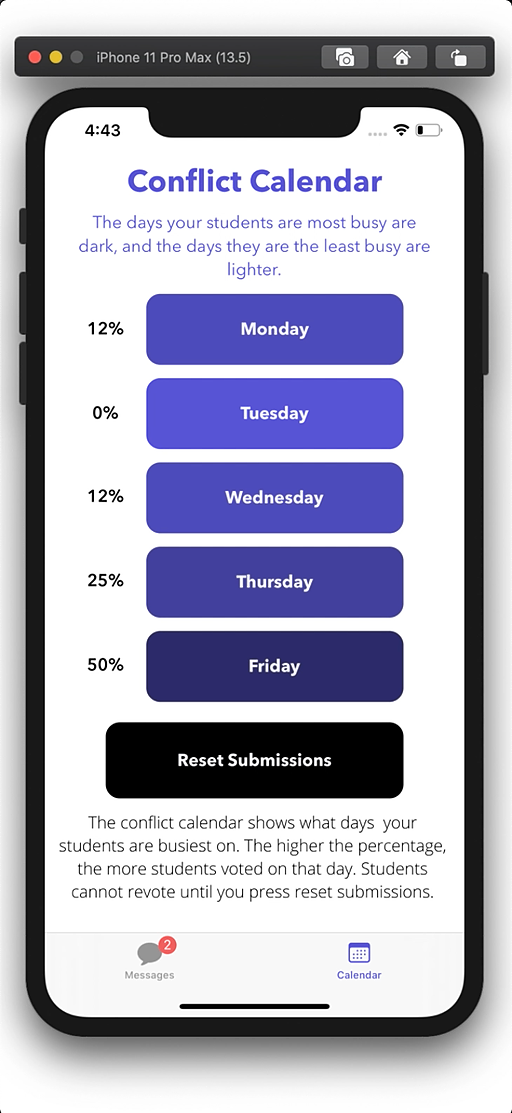 iPhone 11 Pro Max (13.5)
4:43
Conflict Calendar
The days your students are most busy are
dark, and the days they are the least busy are
lighter.
12% Monday
0% Tuesday
12% Wednesday
25% Thursday
50% Friday
Reset Submissions
The conflict calendar shows what days  your
students are busiest on. The higher the percentage,
the more students voted on that day. Students
cannot revote until you press reset submissions.
2
Messages Calendar